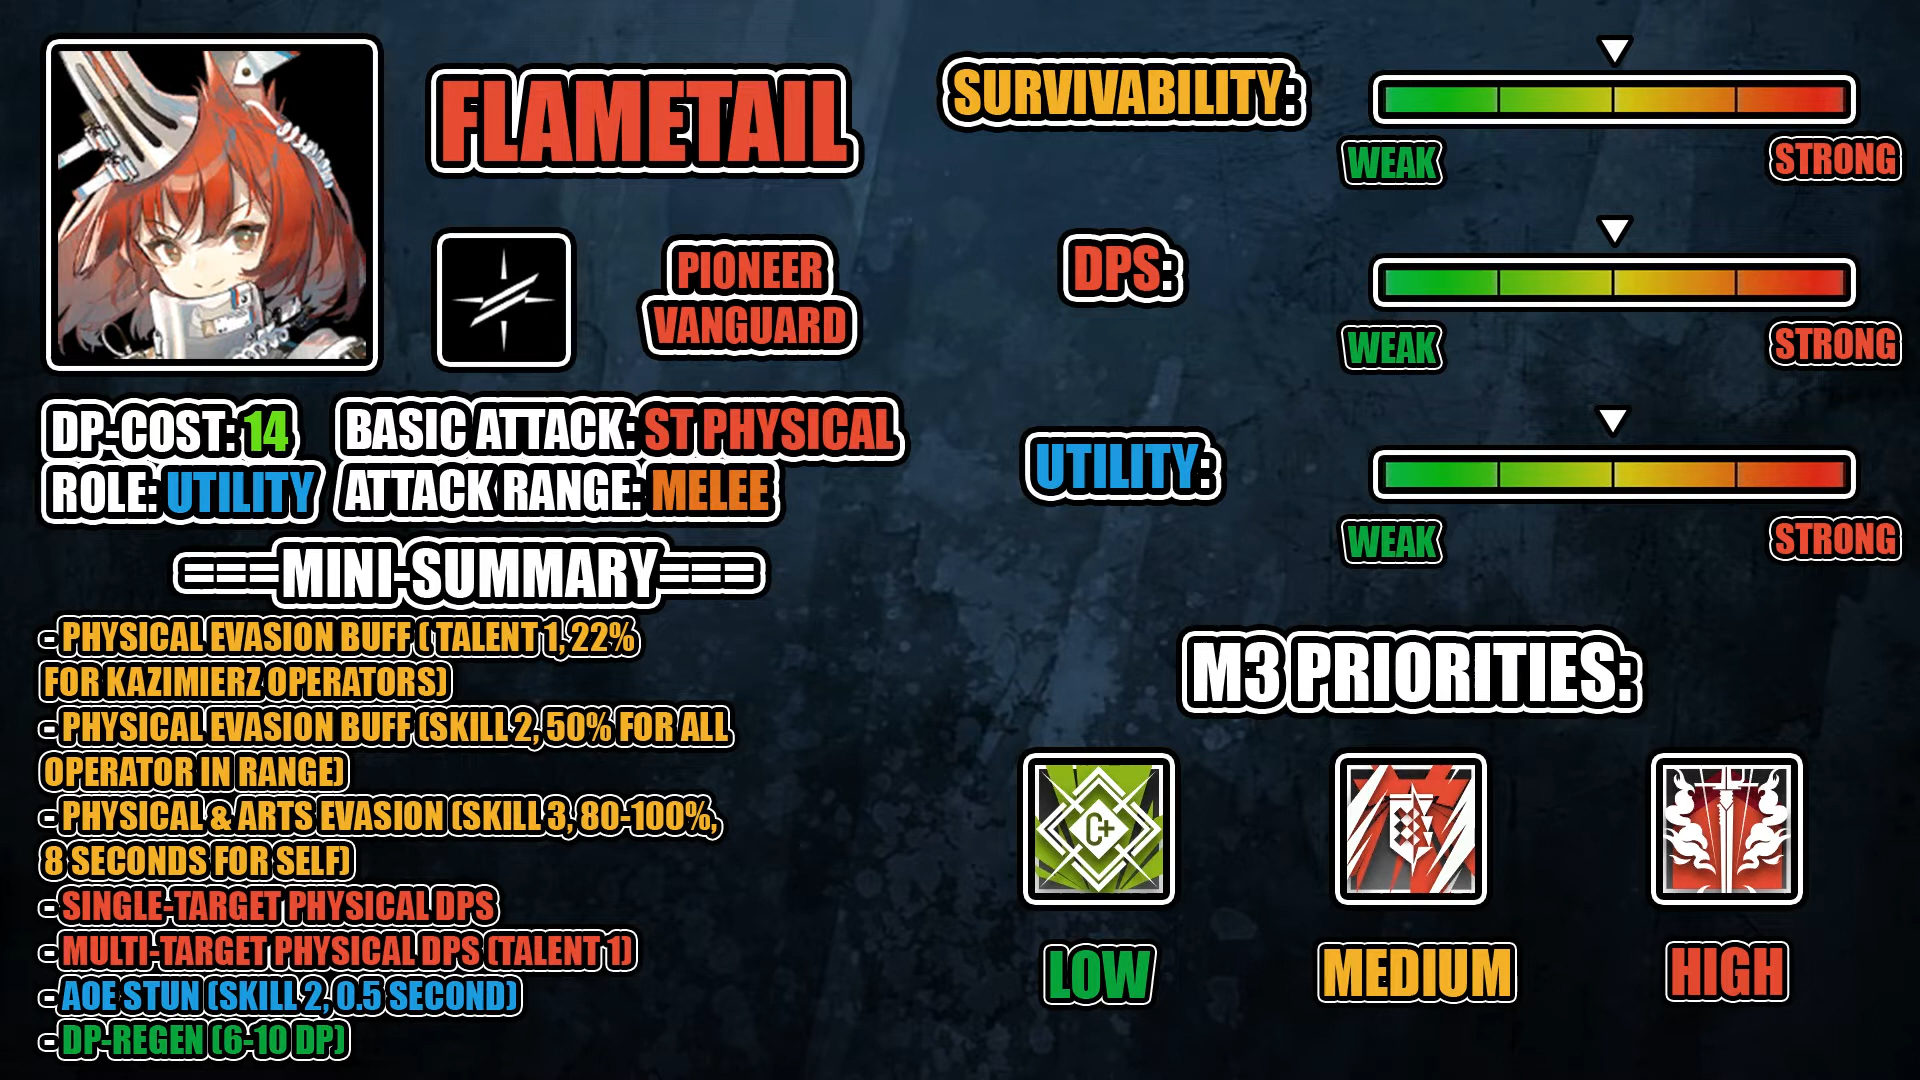 FLAMETAIL
PIONEER
VANGUARD
DP-COST: 14
BASIC ATTACK: ST PHYSICAL
ROLE: UTILITY
ATTACK RANGE: MELEE
===MINI-SUMMARY===
- PHYSICAL EVASION BUFF ( TALENT 1, 22%
FOR KAZIMIERZ OPERATORS)
- PHYSICAL EVASION BUFF (SKILL 2, 50% FOR ALL
OPERATOR IN RANGE)
- PHYSICAL & ARTS EVASION (SKILL 3, 80-100%,
8 SECONDS FOR SELF)
- SINGLE-TARGET PHYSICAL DPS
- MULTI-TARGET PHYSICAL DPS (TALENT 1)
- AOE STUN (SKILL 2, 0.5 SECOND)
- DP-REGEN (6-10 DP)
SURVIVABILITY:
WEAK
STRONG
DPS:
WEAK
STRONG
UTILITY:
WEAK
STRONG
M3 PRIORITIES:
C+
LOW
MEDIUM
HIGH